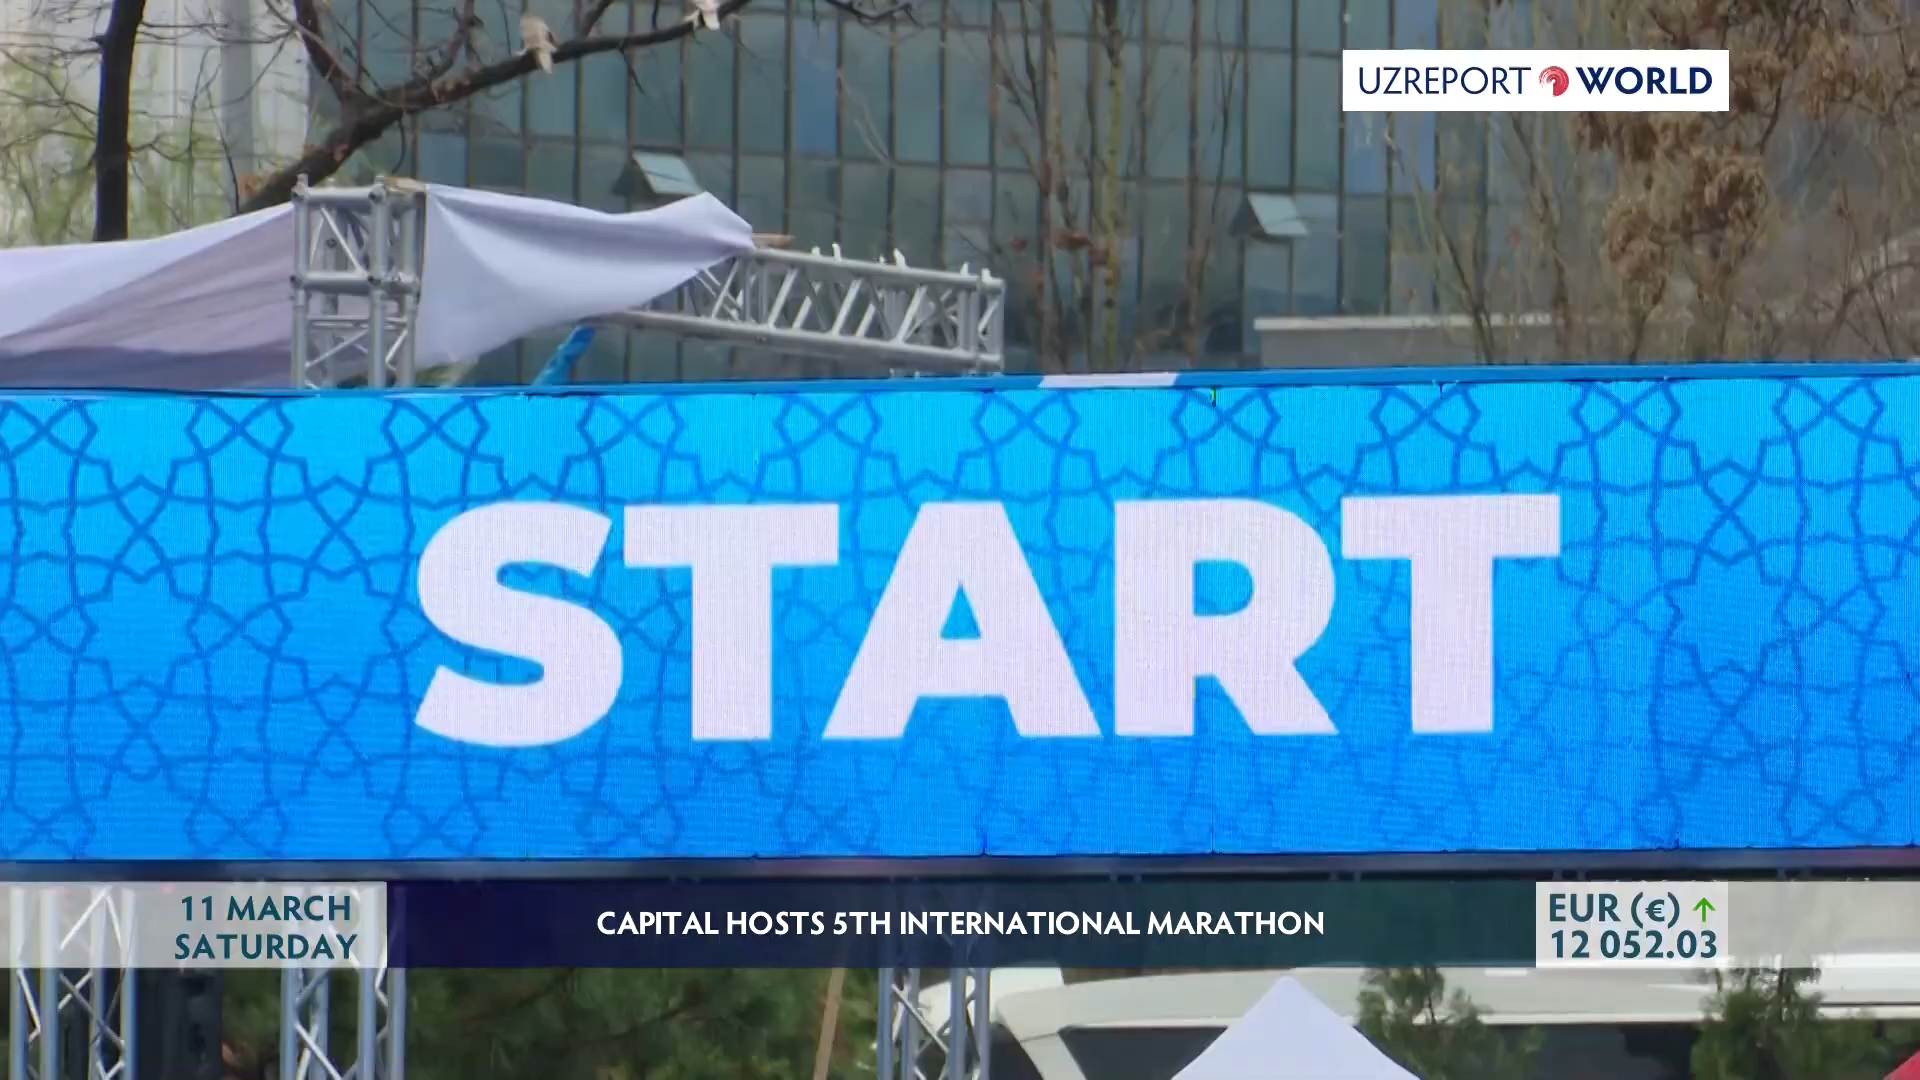 UZREPORT WORLD
START
11 MARCH
SATURDAY
CAPITAL HOSTS 5TH INTERNATIONAL MARATHON
EUR (€) ↑
12 052.03